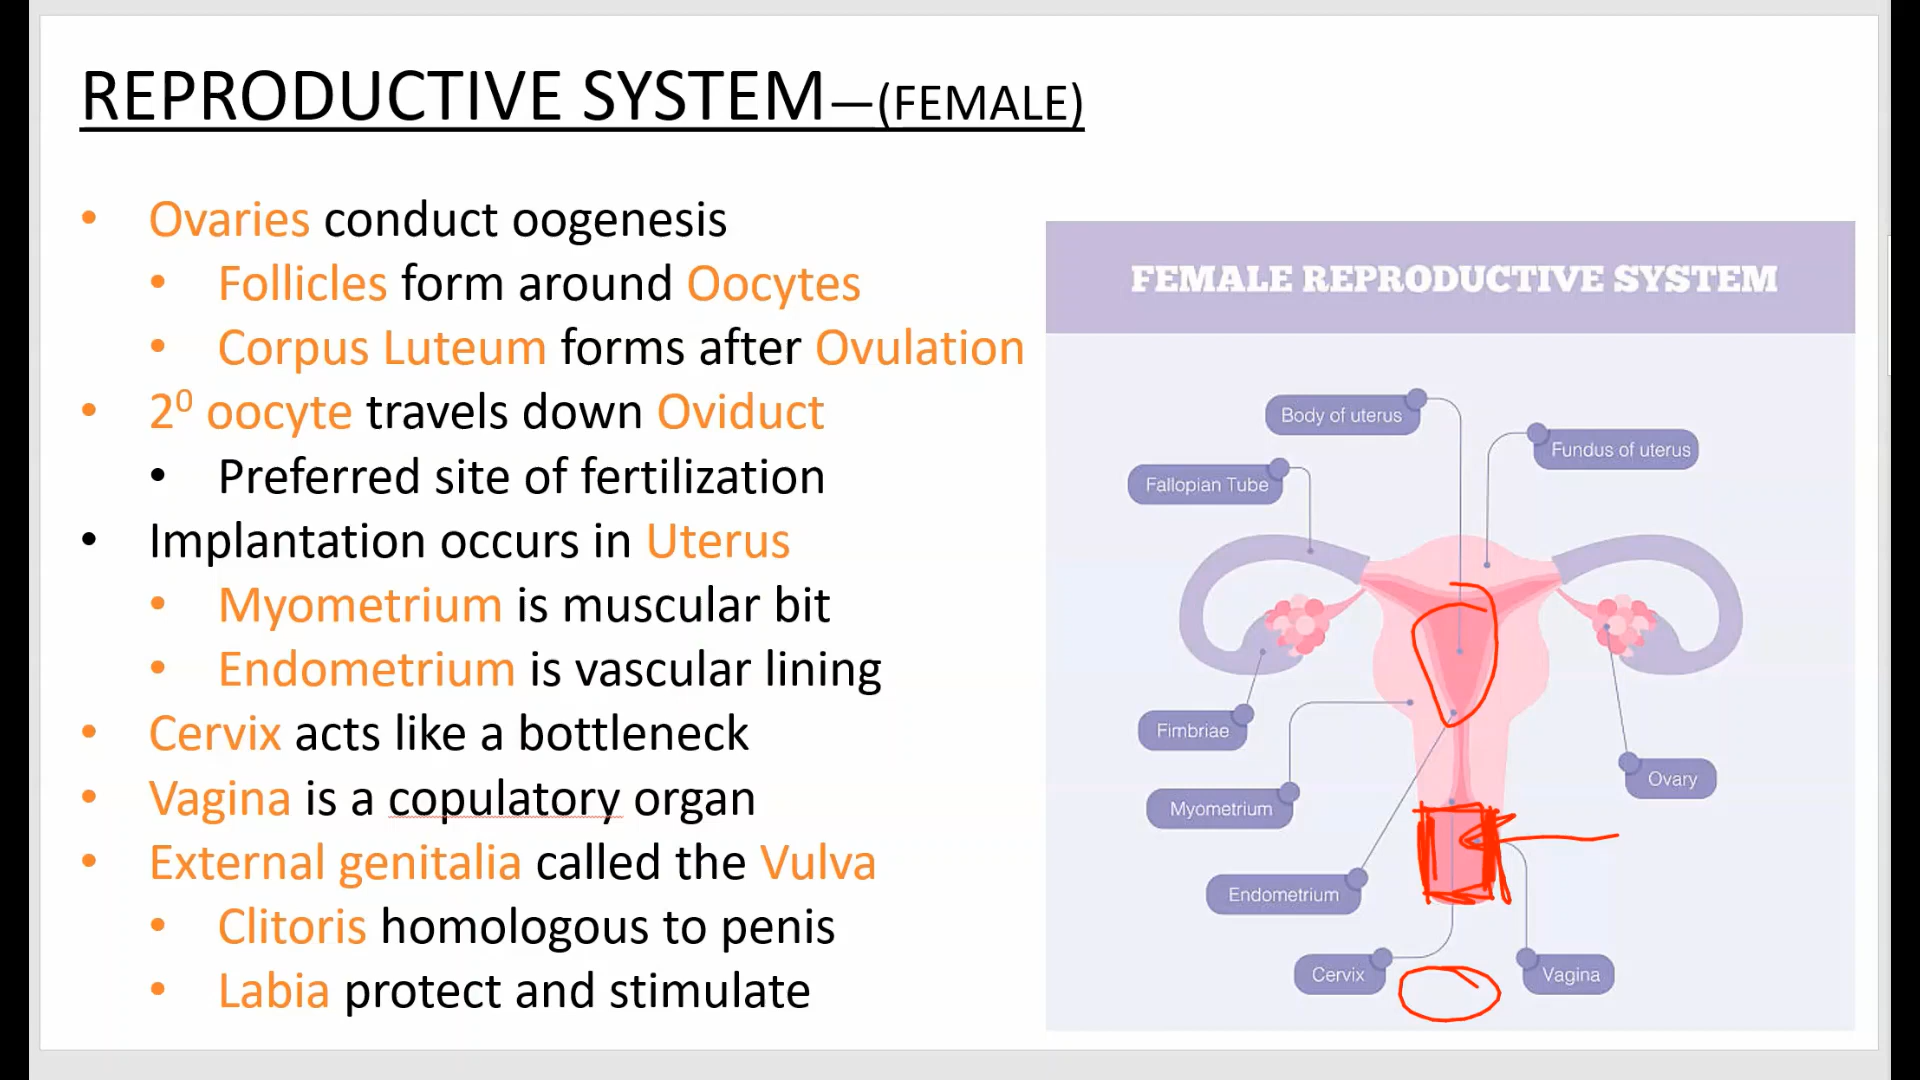 REPRODUCTIVE SYSTEM—(FEMALE)
• Ovaries conduct oogenesis
• Follicles form around Oocytes
• Corpus Luteum forms after Ovulation
• 2⁰ oocyte travels down Oviduct
• Preferred site of fertilization
• Implantation occurs in Uterus
• Myometrium is muscular bit
• Endometrium is vascular lining
• Cervix acts like a bottleneck
• Vagina is a copulatory organ
• External genitalia called the Vulva
• Clitoris homologous to penis
• Labia protect and stimulate
FEMALE REPRODUCTIVE SYSTEM
Body of uterus
Fundus of uterus
Fallopian Tube
Fimbriae
Ovary
Myometrium
Endometrium
Cervix
Vagina